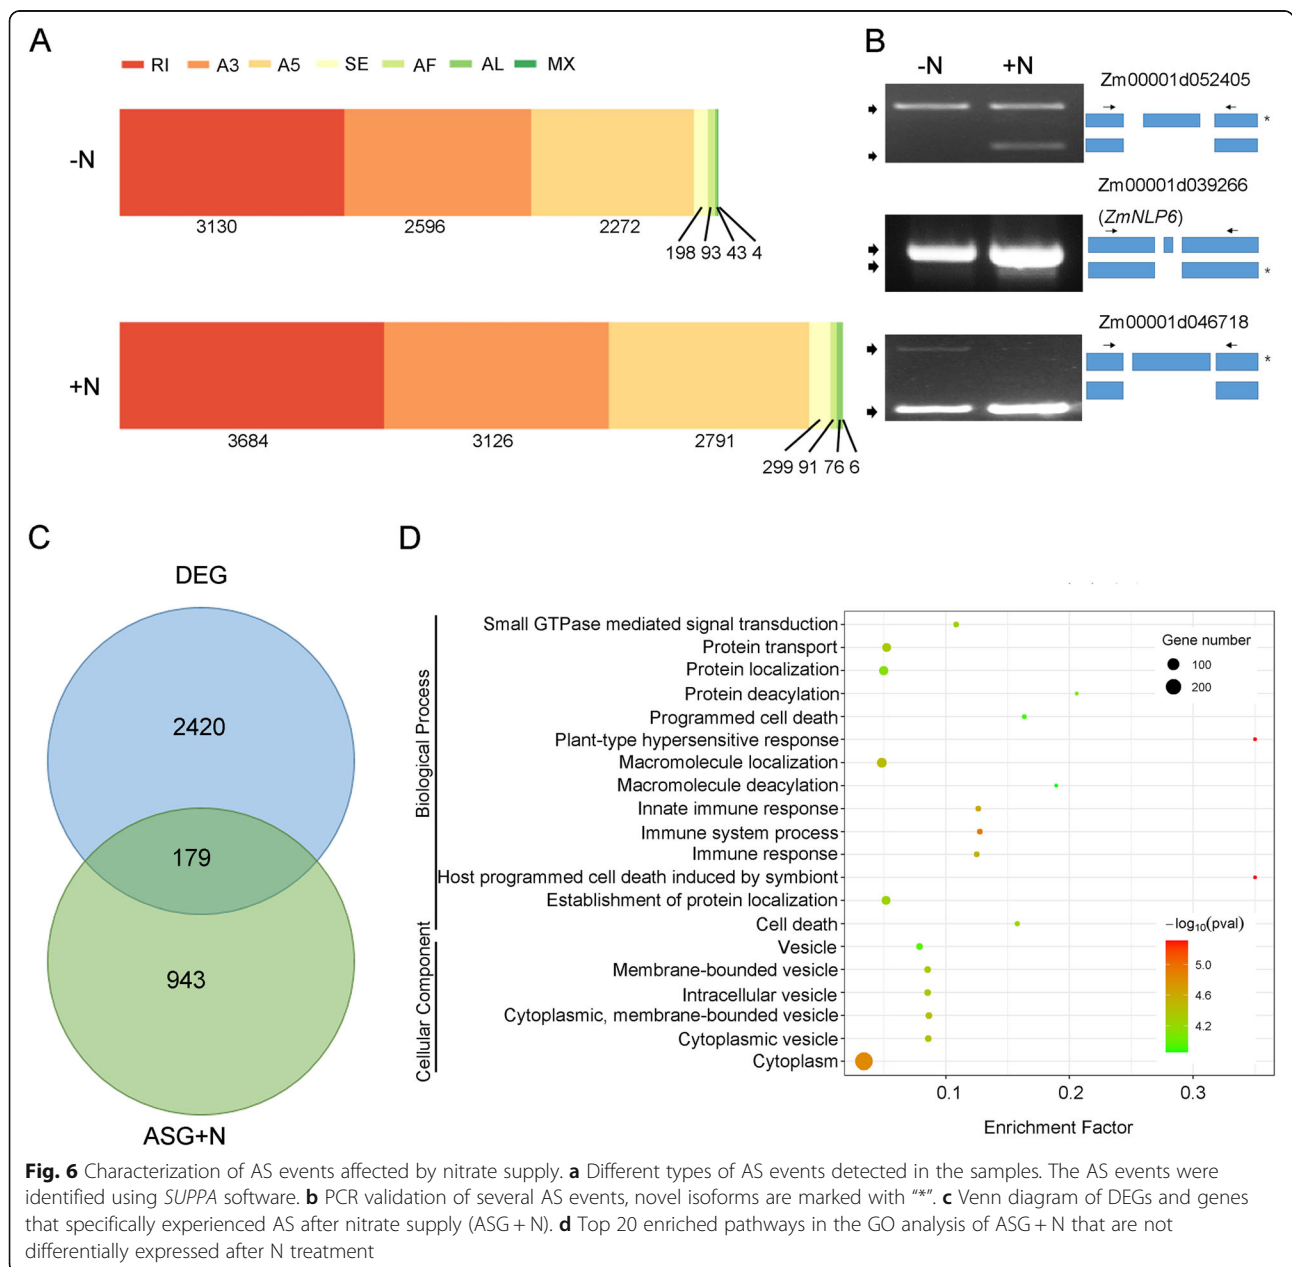 A
RI A3 A5 SE AF AL MX
-N
3130 2596 2272
198 93 43 4
+N
3684 3126 2791
299 91 76 6
B
-N +N
Zm00001d052405
*
Zm00001d039266
(ZmNLP6)
*
Zm00001d046718
*
C
DEG
2420
179
943
ASG+N
D
Biological Process
Cellular Component
Small GTPase mediated signal transduction
Protein transport
Protein localization
Protein deacylation
Programmed cell death
Plant-type hypersensitive response
Macromolecule localization
Macromolecule deacylation
Innate immune response
Immune system process
Immune response
Host programmed cell death induced by symbiont
Establishment of protein localization
Cell death
Vesicle
Membrane-bounded vesicle
Intracellular vesicle
Cytoplasmic, membrane-bounded vesicle
Cytoplasmic vesicle
Cytoplasm
Gene number
100
200
−log10(pval)
5.0
4.6
4.2
0.1 0.2 0.3
Enrichment Factor
Fig. 6 Characterization of AS events affected by nitrate supply. a Different types of AS events detected in the samples. The AS events were
identified using SUPPA software. b PCR validation of several AS events, novel isoforms are marked with “*”. c Venn diagram of DEGs and genes
that specifically experienced AS after nitrate supply (ASG + N). d Top 20 enriched pathways in the GO analysis of ASG + N that are not
differentially expressed after N treatment